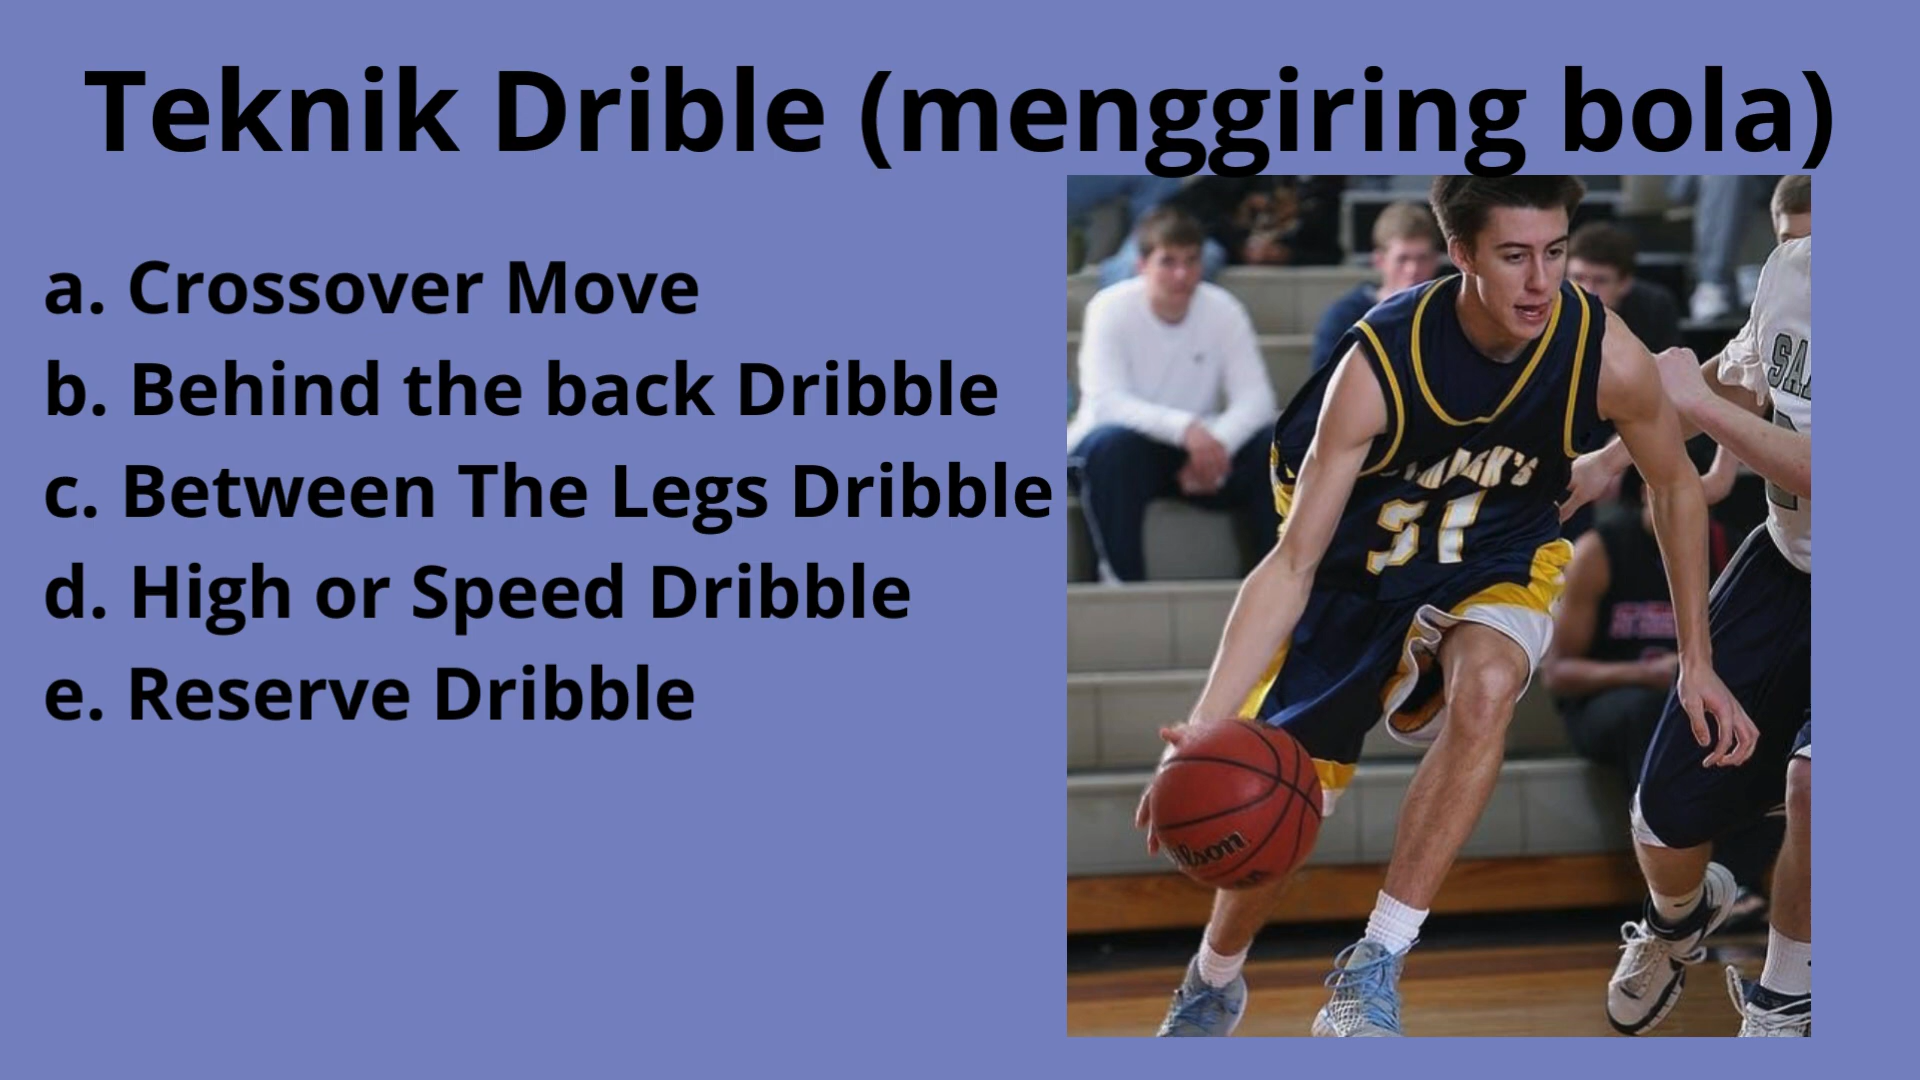 Teknik Drible (menggiring bola)
a. Crossover Move
b. Behind the back Dribble
c. Between The Legs Dribble
d. High or Speed Dribble
e. Reserve Dribble
31